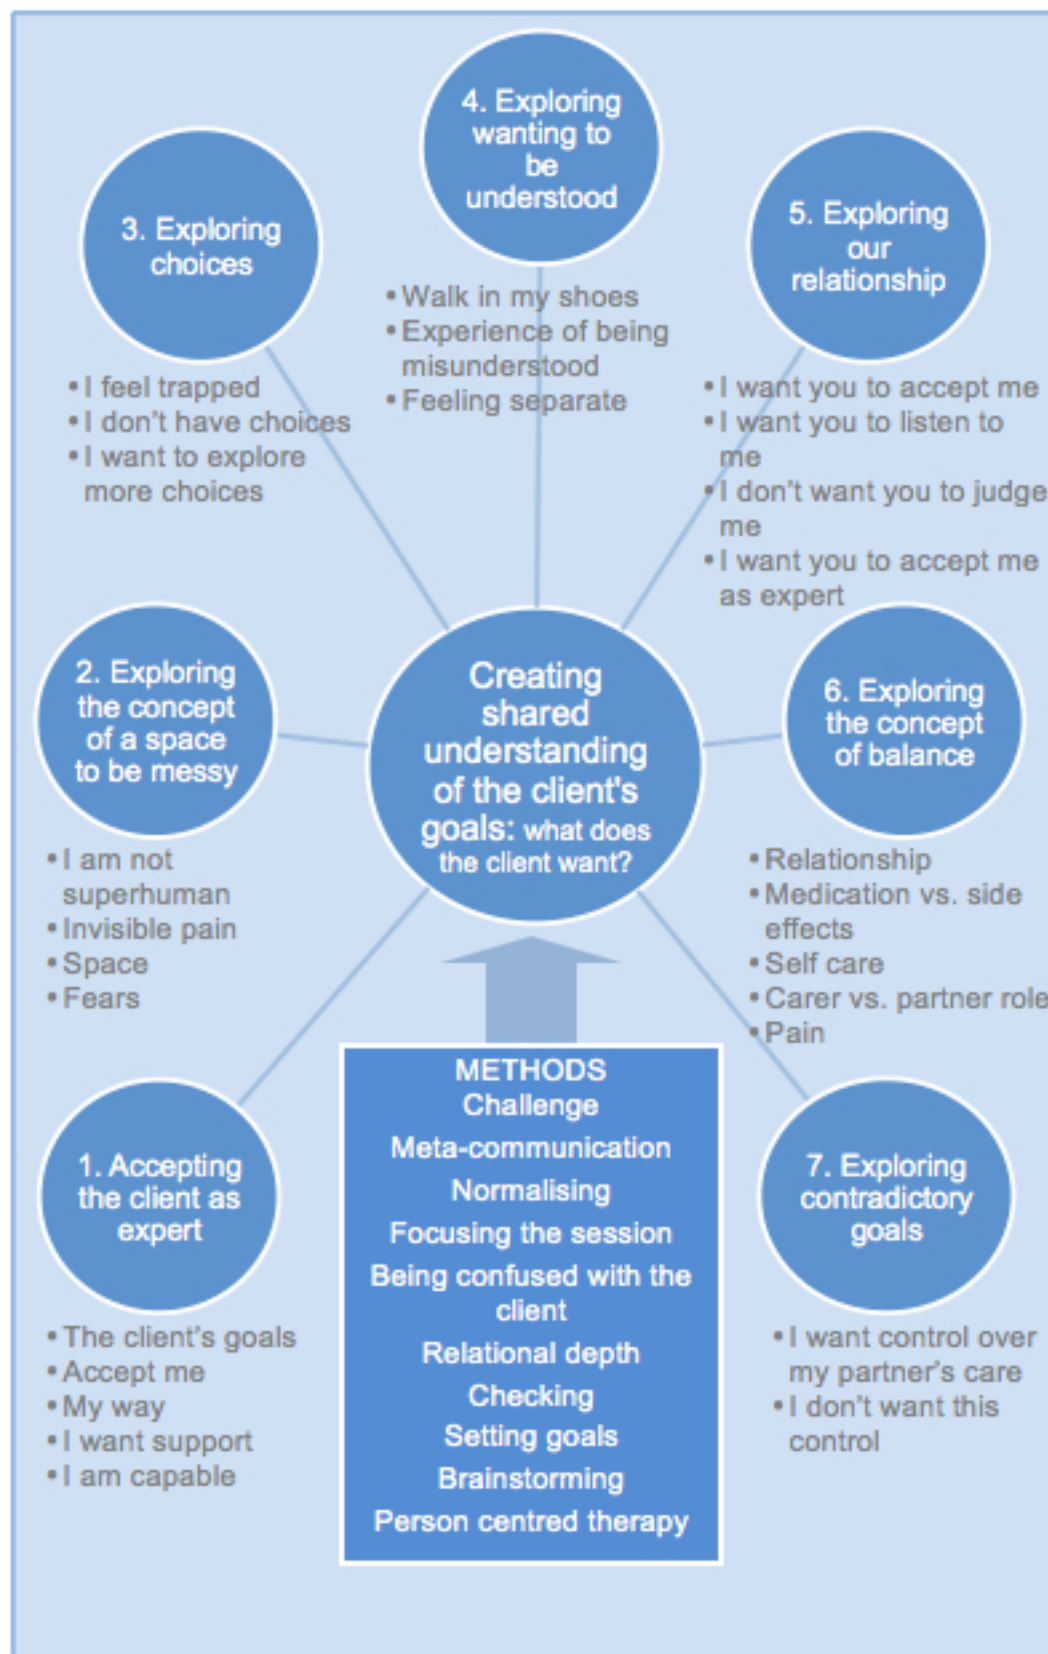 4. Exploring
wanting to
be
understood
• Walk in my shoes
• Experience of being
misunderstood
• Feeling separate
3. Exploring
choices
• I feel trapped
• I don't have choices
• I want to explore
more choices
5. Exploring
our
relationship
• I want you to accept me
• I want you to listen to
me
• I don't want you to judge
me
• I want you to accept me
as expert
2. Exploring
the concept
of a space
to be messy
• I am not
superhuman
• Invisible pain
• Space
• Fears
Creating
shared
understanding
of the client's
goals: what does
the client want?
6. Exploring
the concept
of balance
• Relationship
• Medication vs. side
effects
• Self care
• Carer vs. partner role
• Pain
1. Accepting
the client as
expert
• The client's goals
• Accept me
• My way
• I want support
• I am capable
METHODS
Challenge
Meta-communication
Normalising
Focusing the session
Being confused with the
client
Relational depth
Checking
Setting goals
Brainstorming
Person centred therapy
7. Exploring
contradictory
goals
• I want control over
my partner's care
• I don't want this
control